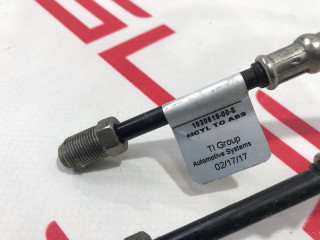 1030619-00-E
MCYL TO ABS
TI Group
Automotive Systems
02/17/17